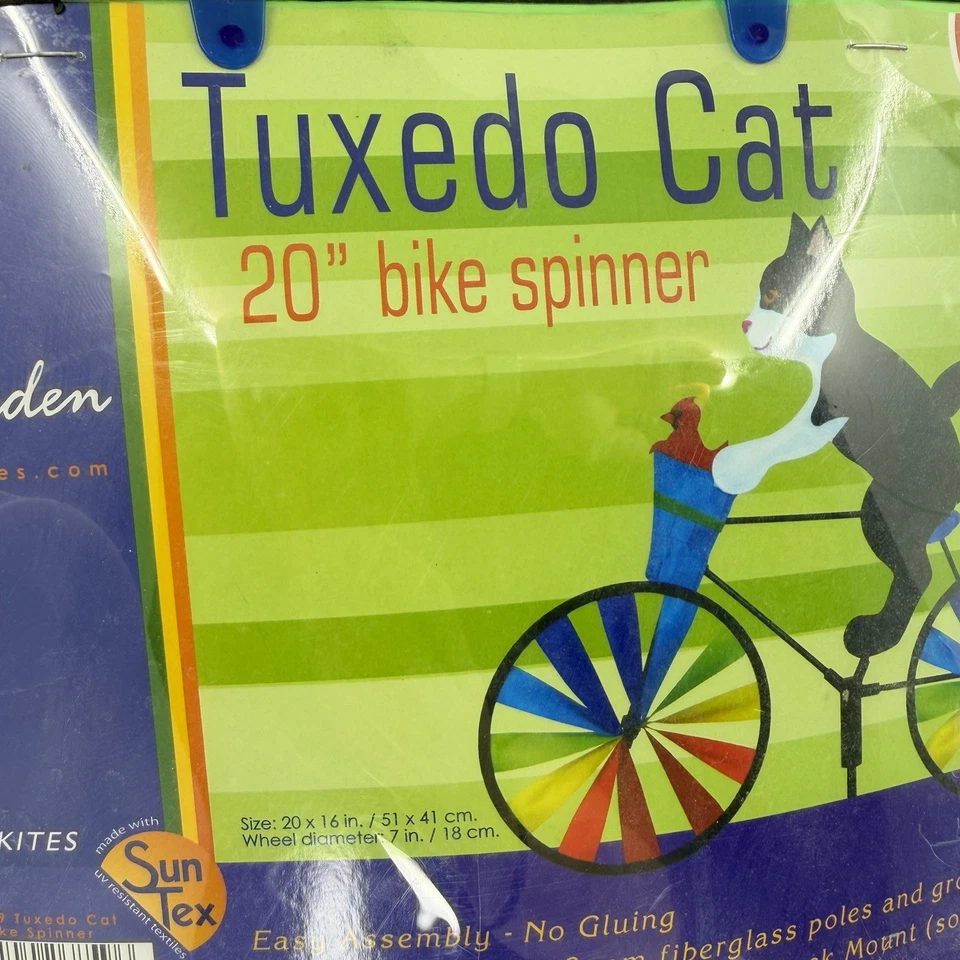 Tuxedo Cat
20” bike spinner
den
es.com
Size: 20 x 16 in. / 51 x 41 cm.
Wheel diameter: 7 in. / 18 cm.
KITES
made with
Sun
Tex
uv resistant textiles
9 Tuxedo Cat
ke Spinner
Easy Assembly - No Gluing
fiberglass poles and gro
Mount (so